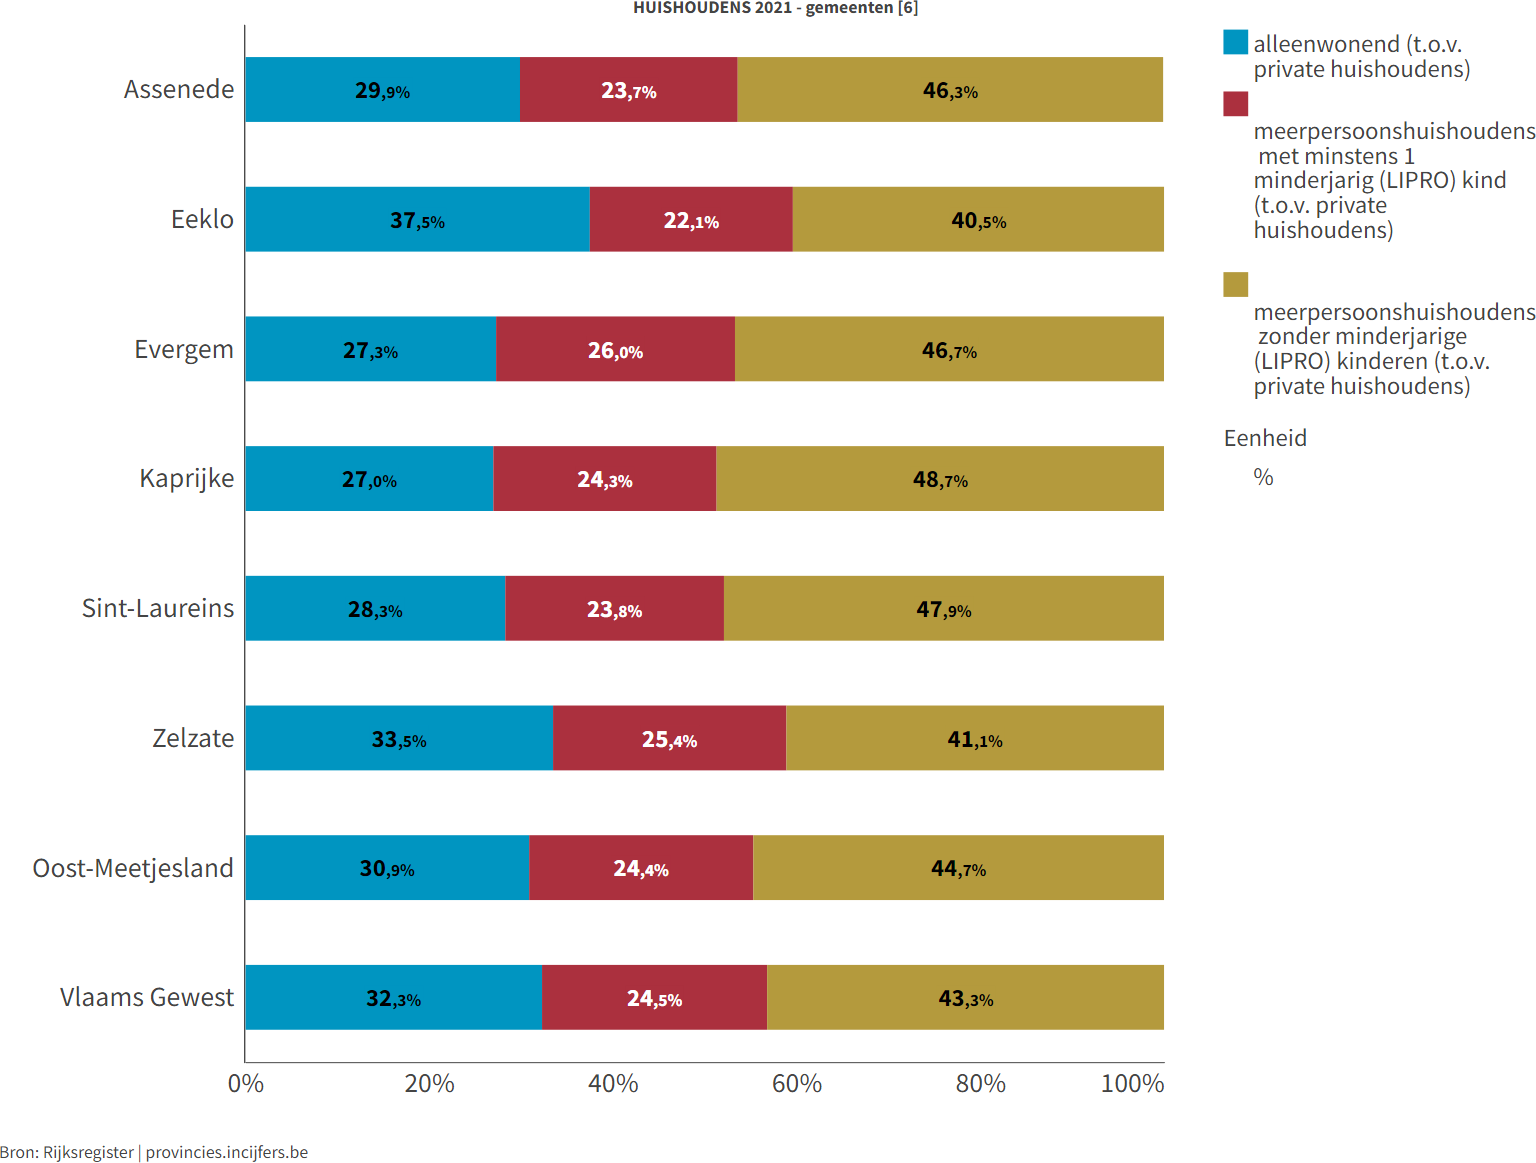 HUISHOUDENS 2021 - gemeenten [6]
alleenwonend (t.o.v.
private huishoudens)
meerpersoonshuishoudens
met minstens 1
minderjarig (LIPRO) kind
(t.o.v. private
huishoudens)
meerpersoonshuishoudens
zonder minderjarige
(LIPRO) kinderen (t.o.v.
private huishoudens)
Eenheid
%
Assenede 29,9% 23,7% 46,3%
Eeklo 37,5% 22,1% 40,5%
Evergem 27,3% 26,0% 46,7%
Kaprijke 27,0% 24,3% 48,7%
Sint-Laureins 28,3% 23,8% 47,9%
Zelzate 33,5% 25,4% 41,1%
Oost-Meetjesland 30,9% 24,4% 44,7%
Vlaams Gewest 32,3% 24,5% 43,3%
0% 20% 40% 60% 80% 100%
Bron: Rijksregister | provincies.incijfers.be